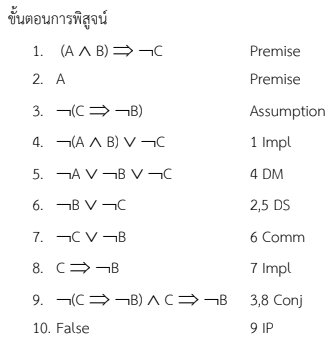 ขั้นตอนการพิสูจน์
1. (A ∧ B) ⟹ ¬C Premise
2. A Premise
3. ¬(C ⟹ ¬B) Assumption
4. ¬(A ∧ B) ∨ ¬C 1 Impl
5. ¬A ∨ ¬B ∨ ¬C 4 DM
6. ¬B ∨ ¬C 2,5 DS
7. ¬C ∨ ¬B 6 Comm
8. C ⟹ ¬B 7 Impl
9. ¬(C ⟹ ¬B) ∧ C ⟹ ¬B 3,8 Conj
10. False 9 IP